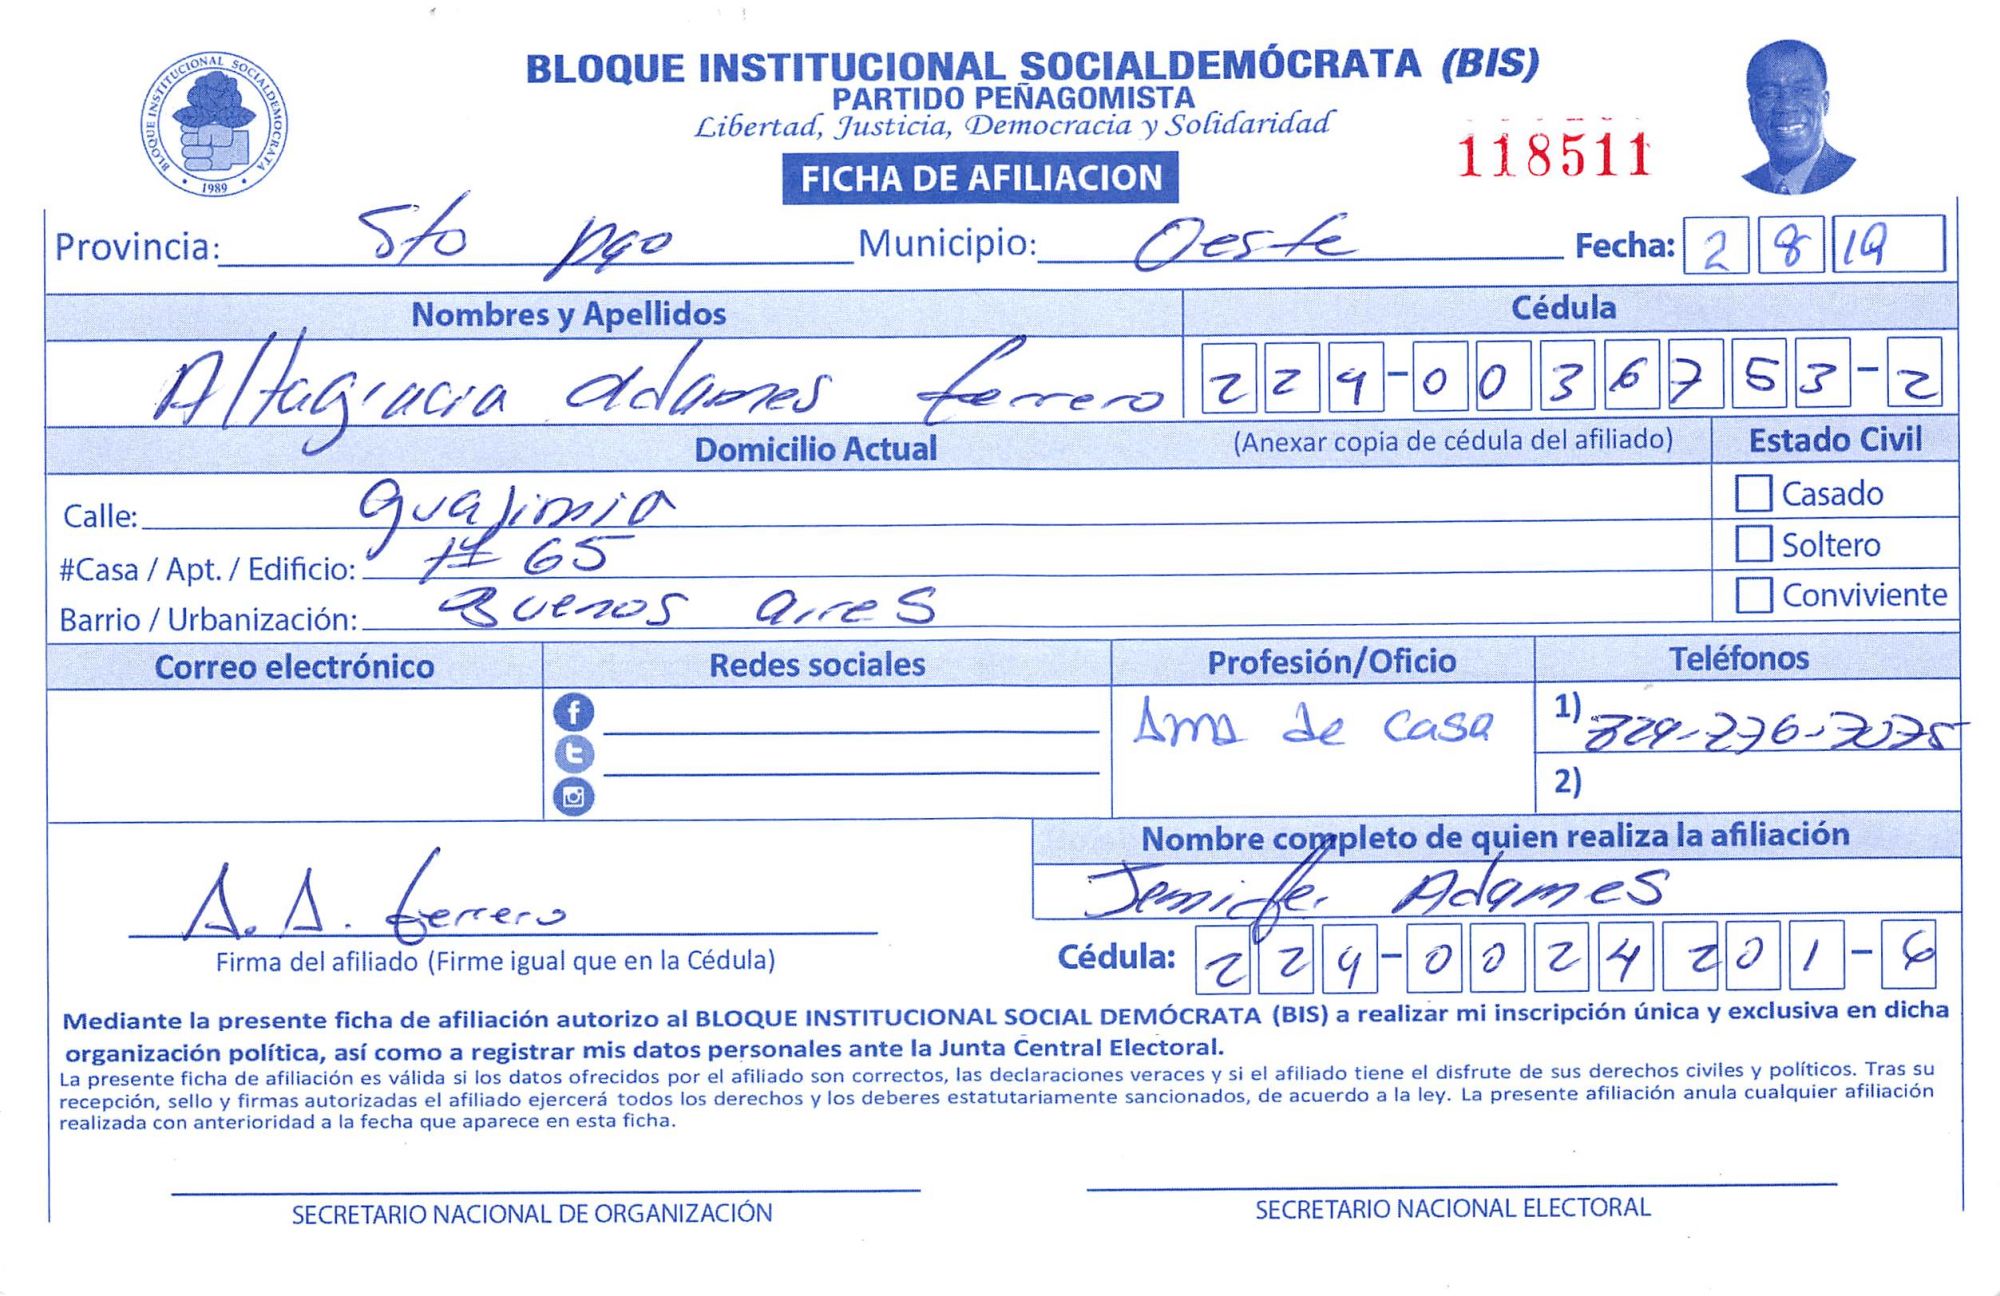 BLOQUE INSTITUCIONAL SOCIALDEMÓCRATA (BIS)
PARTIDO PEÑAGOMISTA
Libertad, Justicia, Democracia y Solidaridad
BLOQUE INSTITUCIONAL SOCIALDEMOCRATA
1989
118511
FICHA DE AFILIACION
Provincia: Sto Dgo Municipio: Oeste Fecha: 2 8 19
Nombres y Apellidos Cédula
Altagracia Adames ferrero 224-0036753-2
Domicilio Actual (Anexar copia de cédula del afiliado) Estado Civil
Calle: guajimia Casado
#Casa / Apt. / Edificio: # 65 Soltero
Barrio / Urbanización: Buenos aires Conviviente
Correo electrónico Redes sociales Profesión/Oficio Teléfonos
Ama de casa 1) 829-276-7075
2)
Nombre completo de quien realiza la afiliación
Jennifer Adames
A. A. ferrero
Firma del afiliado (Firme igual que en la Cédula) Cédula: 224-0024201-6
Mediante la presente ficha de afiliación autorizo al BLOQUE INSTITUCIONAL SOCIAL DEMÓCRATA (BIS) a realizar mi inscripción única y exclusiva en dicha
organización política, así como a registrar mis datos personales ante la Junta Central Electoral.
La presente ficha de afiliación es válida si los datos ofrecidos por el afiliado son correctos, las declaraciones veraces y si el afiliado tiene el disfrute de sus derechos civiles y políticos. Tras su
recepción, sello y firmas autorizadas el afiliado ejercerá todos los derechos y los deberes estatutariamente sancionados, de acuerdo a la ley. La presente afiliación anula cualquier afiliación
realizada con anterioridad a la fecha que aparece en esta ficha.
SECRETARIO NACIONAL DE ORGANIZACIÓN SECRETARIO NACIONAL ELECTORAL